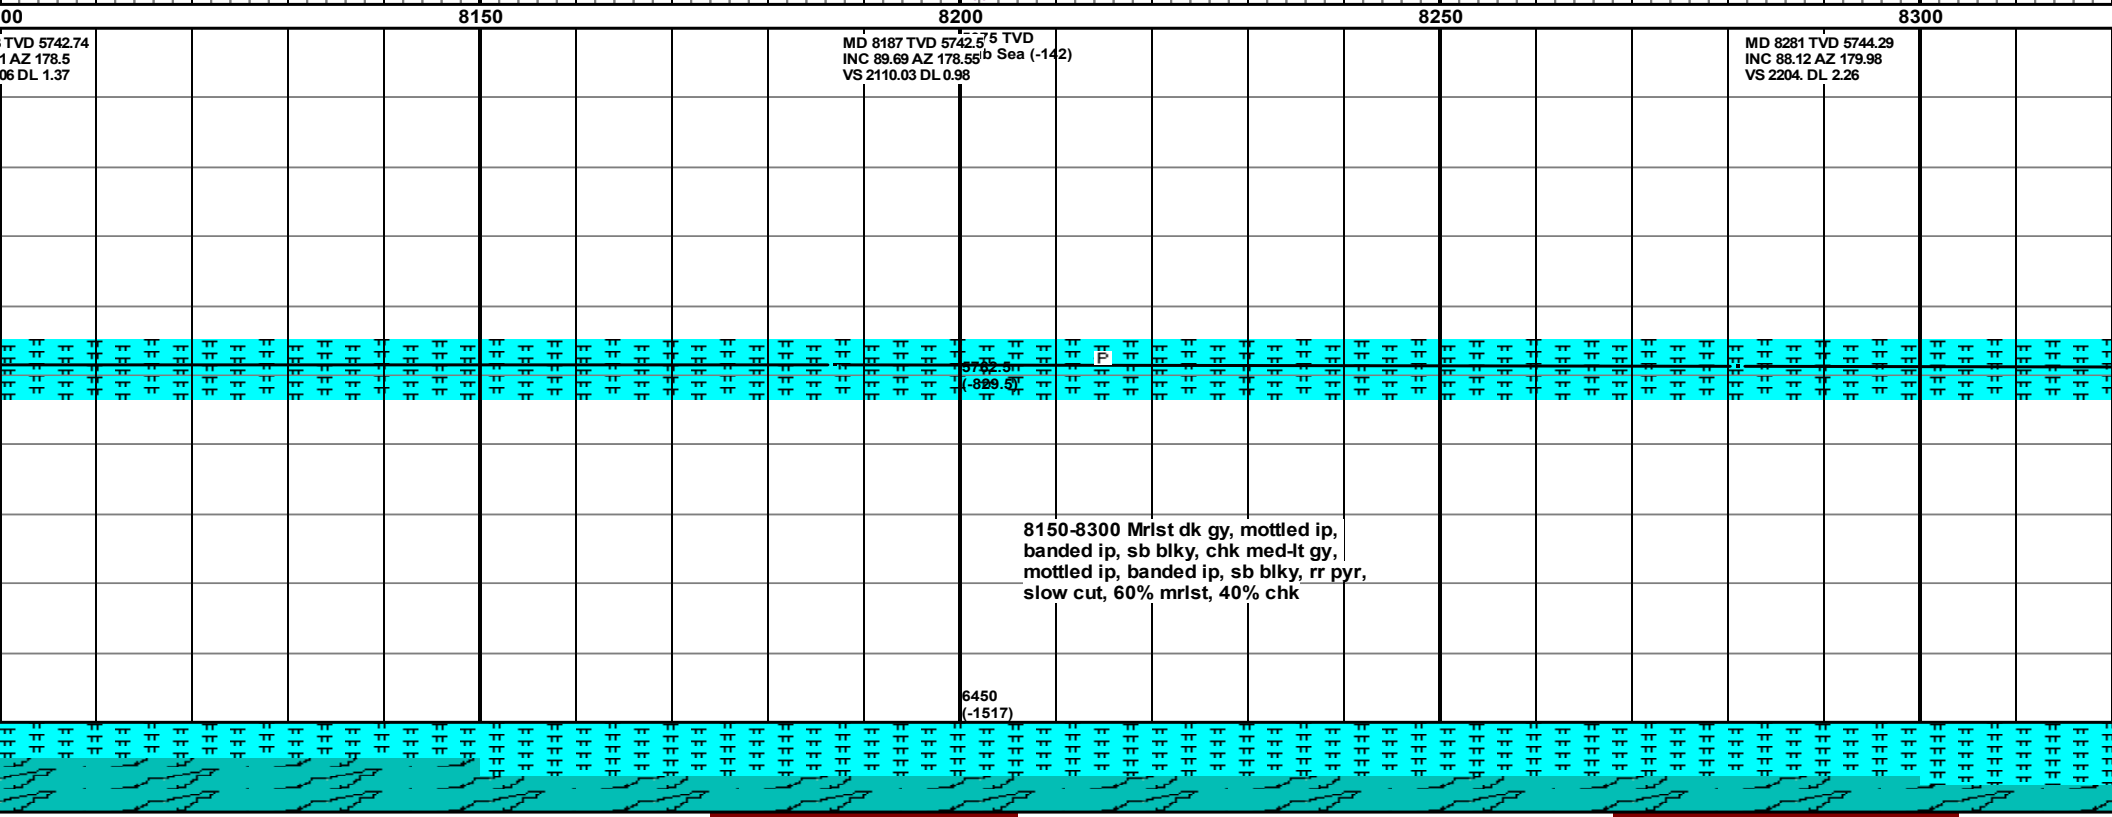 00 8150 8200 8250 8300
TVD 5742.74
1 AZ 178.5
06 DL 1.37
MD 8187 TVD 5742.5
INC 89.69 AZ 178.55
VS 2110.03 DL 0.98
75 TVD
b Sea (-142)
MD 8281 TVD 5744.29
INC 88.12 AZ 179.98
VS 2204. DL 2.26
P
5762.5
(-829.5)
8150-8300 Mrlst dk gy, mottled ip,
banded ip, sb blky, chk med-lt gy,
mottled ip, banded ip, sb blky, rr pyr,
slow cut, 60% mrlst, 40% chk
6450
(-1517)